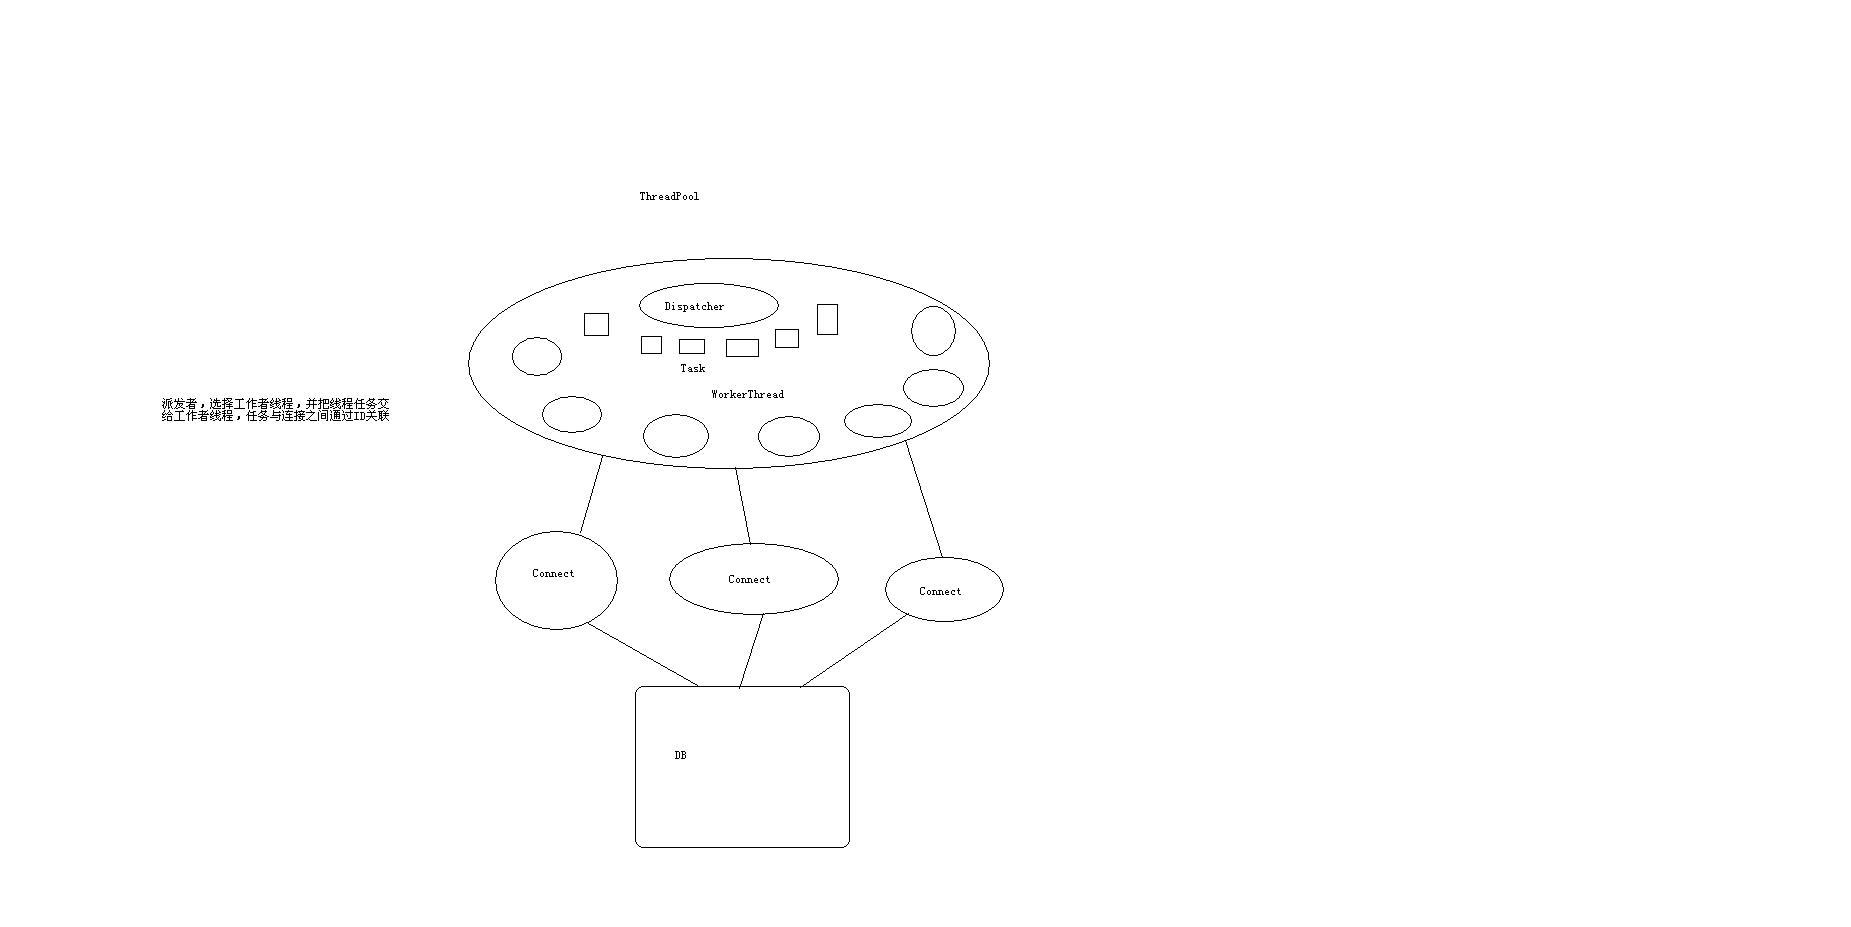 ThreadPool
Dispatcher
Task
WorkerThread
派发者，选择工作者线程，并把线程任务交
给工作者线程，任务与连接之间通过ID关联
Connect
Connect
Connect
DB